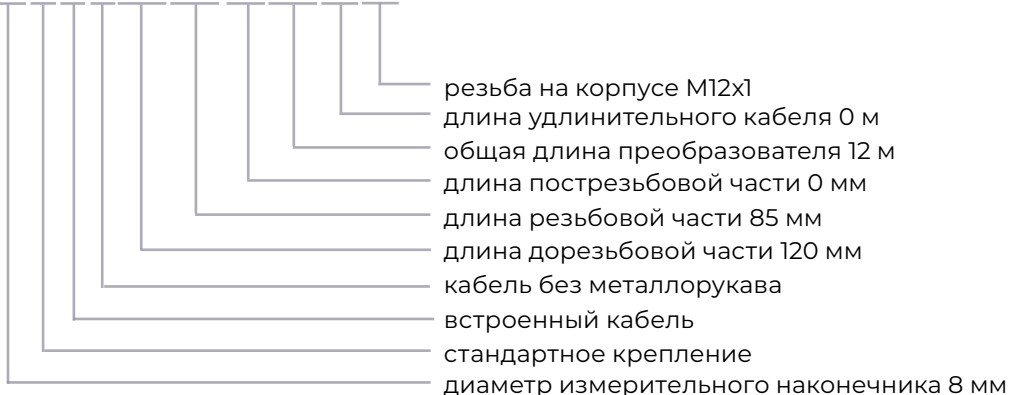 резьба на корпусе М12х1
длина удлинительного кабеля 0 м
общая длина преобразователя 12 м
длина пострезьбовой части 0 мм
длина резьбовой части 85 мм
длина дорезьбовой части 120 мм
кабель без металлорукава
встроенный кабель
стандартное крепление
диаметр измерительного наконечника 8 мм